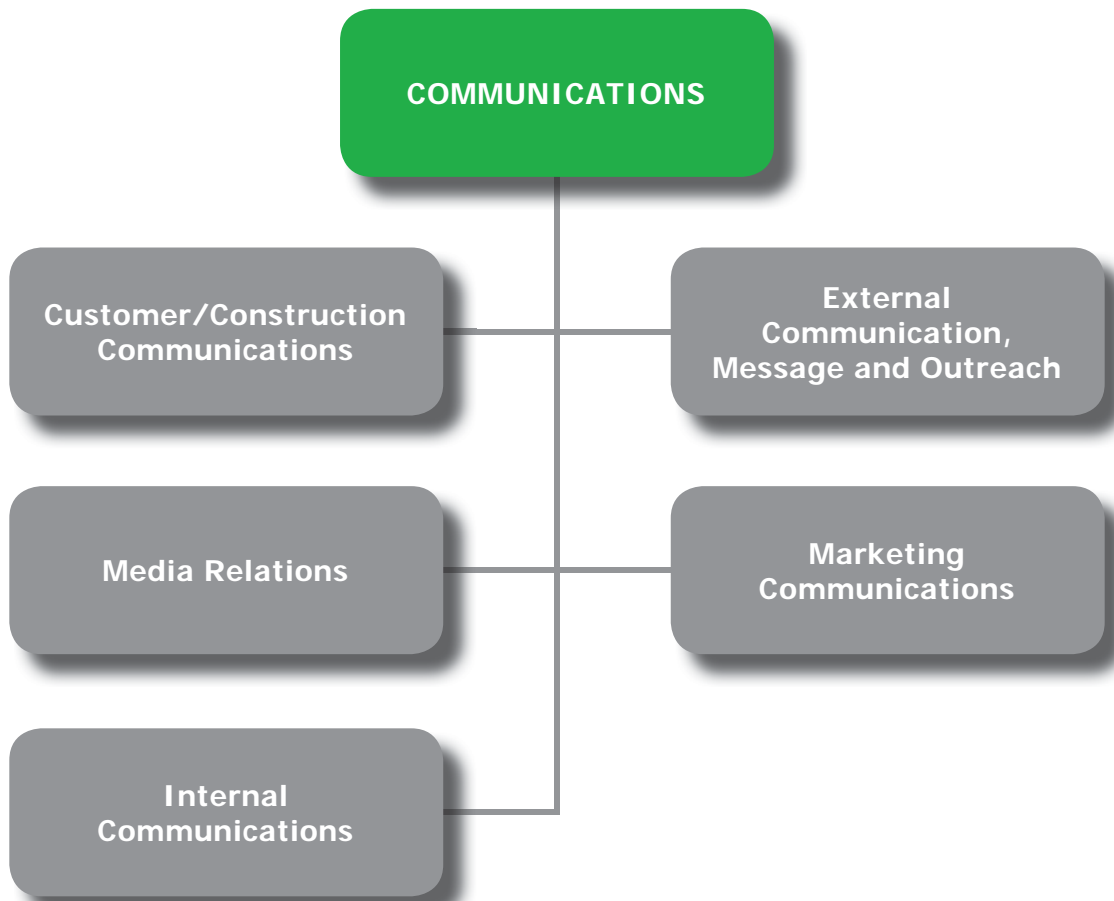 COMMUNICATIONS
Customer/Construction
Communications
External
Communication,
Message and Outreach
Media Relations
Marketing
Communications
Internal
Communications